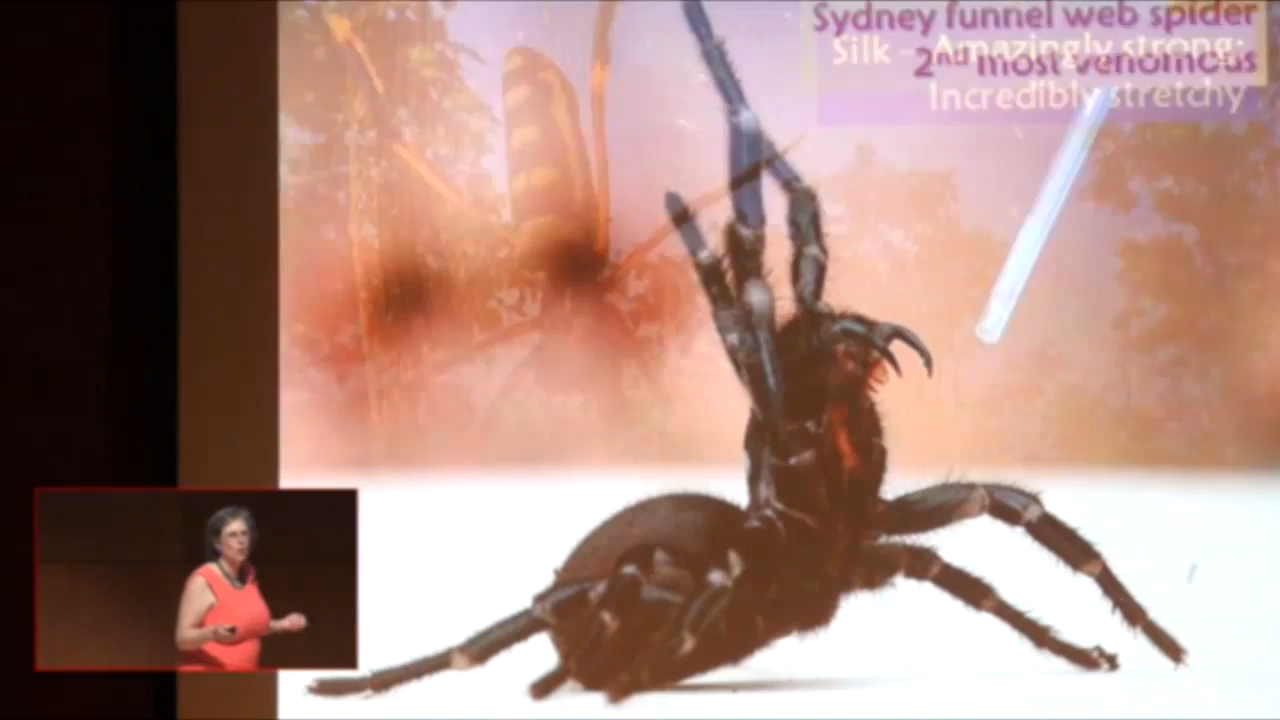 Sydney funnel web spider
Silk – Amazingly strong;
2nd most venomous
Incredibly stretchy